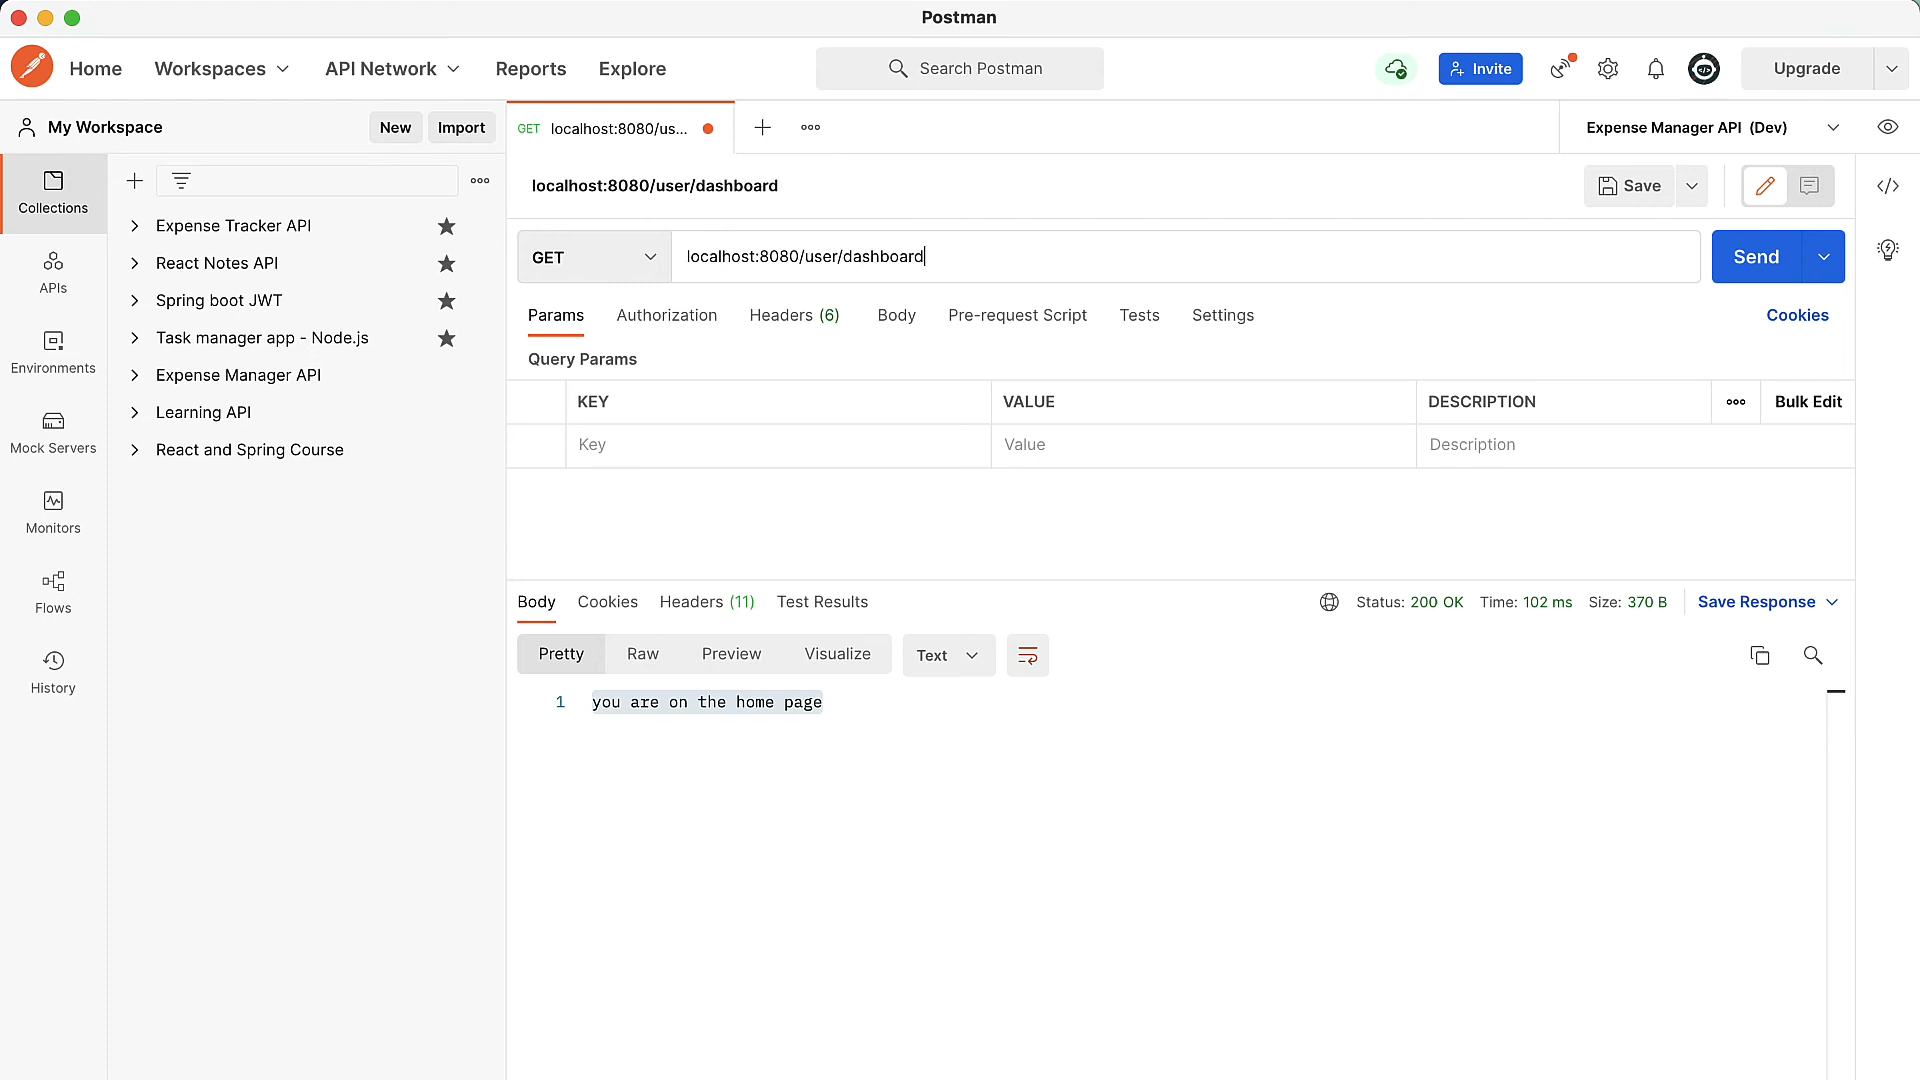 Postman
Home
Workspaces
API Network
Reports
Explore
Search Postman
Invite
Upgrade
My Workspace
New
Import
GET localhost:8080/us...
Expense Manager API (Dev)
Collections
APIs
Environments
Mock Servers
Monitors
Flows
History
Expense Tracker API
React Notes API
Spring boot JWT
Task manager app - Node.js
Expense Manager API
Learning API
React and Spring Course
localhost:8080/user/dashboard
Save
GET
localhost:8080/user/dashboard
Send
Params
Authorization
Headers (6)
Body
Pre-request Script
Tests
Settings
Cookies
Query Params
KEY
VALUE
DESCRIPTION
Bulk Edit
Key
Value
Description
Body
Cookies
Headers (11)
Test Results
Status: 200 OK
Time: 102 ms
Size: 370 B
Save Response
Pretty
Raw
Preview
Visualize
Text
1 you are on the home page